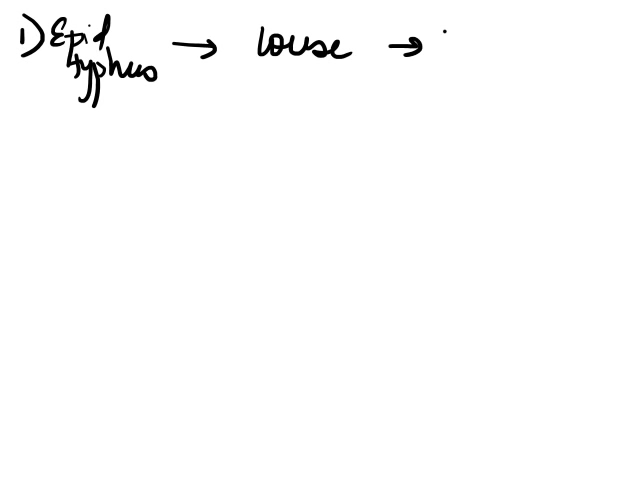 1) Epid typhus → louse →